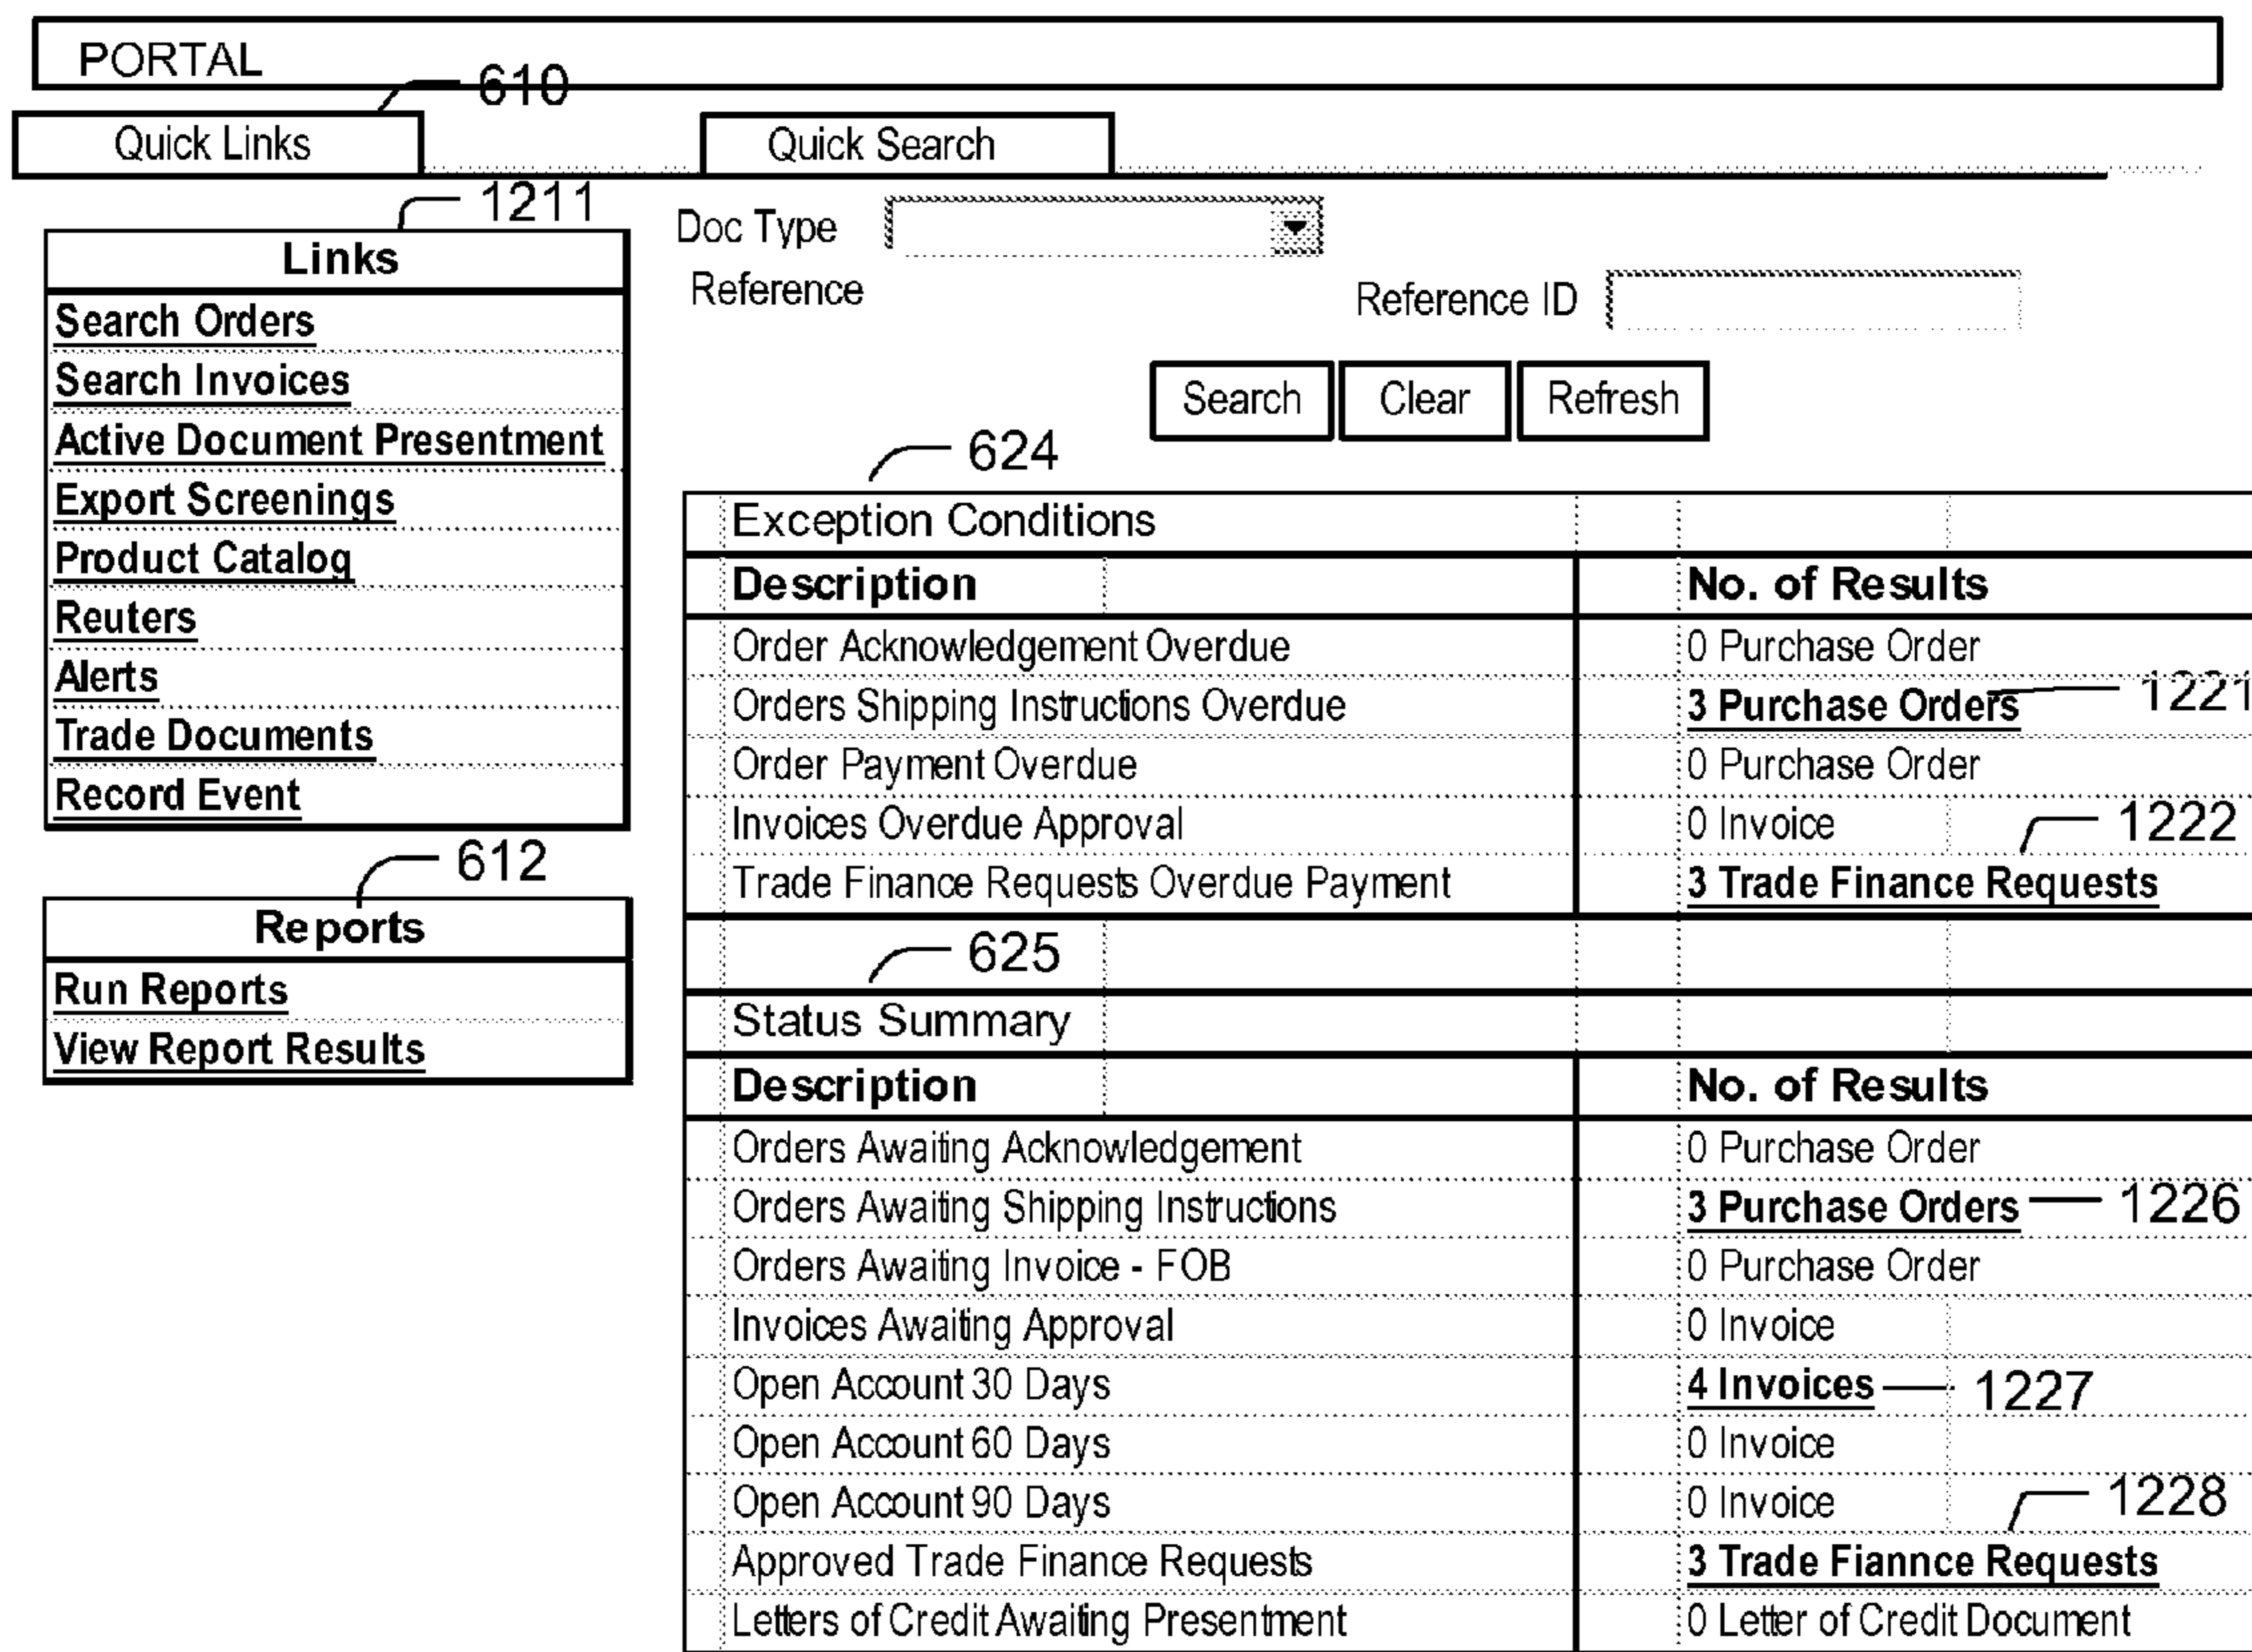 PORTAL
610
Quick Links
Quick Search
1211
Links
Search Orders
Search Invoices
Active Document Presentment
Export Screenings
Product Catalog
Reuters
Alerts
Trade Documents
Record Event
612
Reports
Run Reports
View Report Results
Doc Type
Reference
Reference ID
Search Clear Refresh
624
Exception Conditions
Description No. of Results
Order Acknowledgement Overdue 0 Purchase Order
Orders Shipping Instructions Overdue 3 Purchase Orders 1221
Order Payment Overdue 0 Purchase Order
Invoices Overdue Approval 0 Invoice 1222
Trade Finance Requests Overdue Payment 3 Trade Finance Requests
625
Status Summary
Description No. of Results
Orders Awaiting Acknowledgement 0 Purchase Order
Orders Awaiting Shipping Instructions 3 Purchase Orders 1226
Orders Awaiting Invoice - FOB 0 Purchase Order
Invoices Awaiting Approval 0 Invoice
Open Account 30 Days 4 Invoices 1227
Open Account 60 Days 0 Invoice
Open Account 90 Days 0 Invoice 1228
Approved Trade Finance Requests 3 Trade Fiannce Requests
Letters of Credit Awaiting Presentment 0 Letter of Credit Document